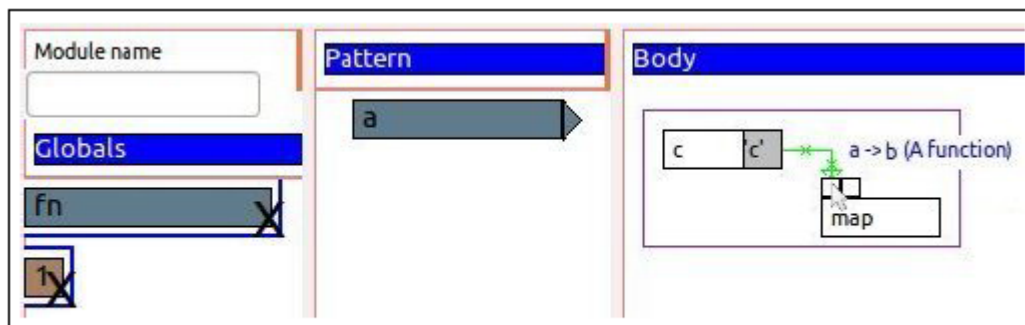 Module name
Globals
fn
X
1
X
Pattern
a
Body
c 'c'
a -> b (A function)
map